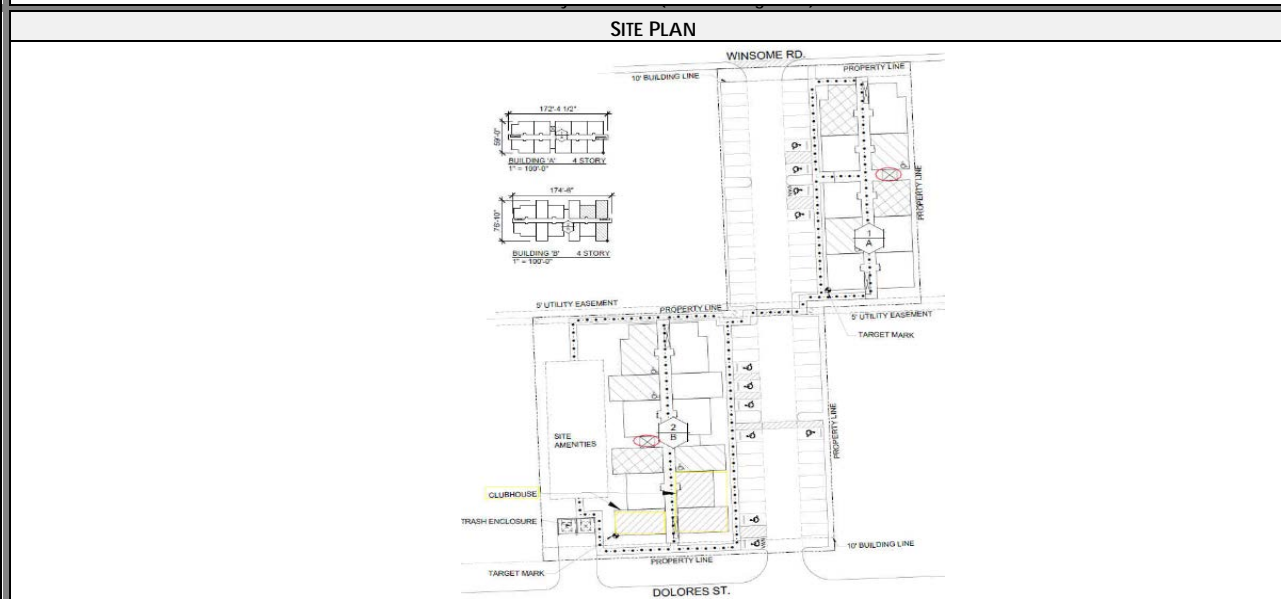 SITE PLAN
WINSOME RD.
PROPERTY LINE
10' BUILDING LINE
172'-4 1/2"
59'-0"
BUILDING 'A' 4 STORY
1" = 100'-0"
PROPERTY LINE
174'-6"
76'-10"
1
A
BUILDING 'B' 4 STORY
1" = 100'-0"
5' UTILITY EASEMENT
PROPERTY LINE
5' UTILITY EASEMENT
TARGET MARK
PROPERTY LINE
2
B
SITE
AMENITIES
CLUBHOUSE
TRASH ENCLOSURE
10' BUILDING LINE
PROPERTY LINE
TARGET MARK
DOLORES ST.